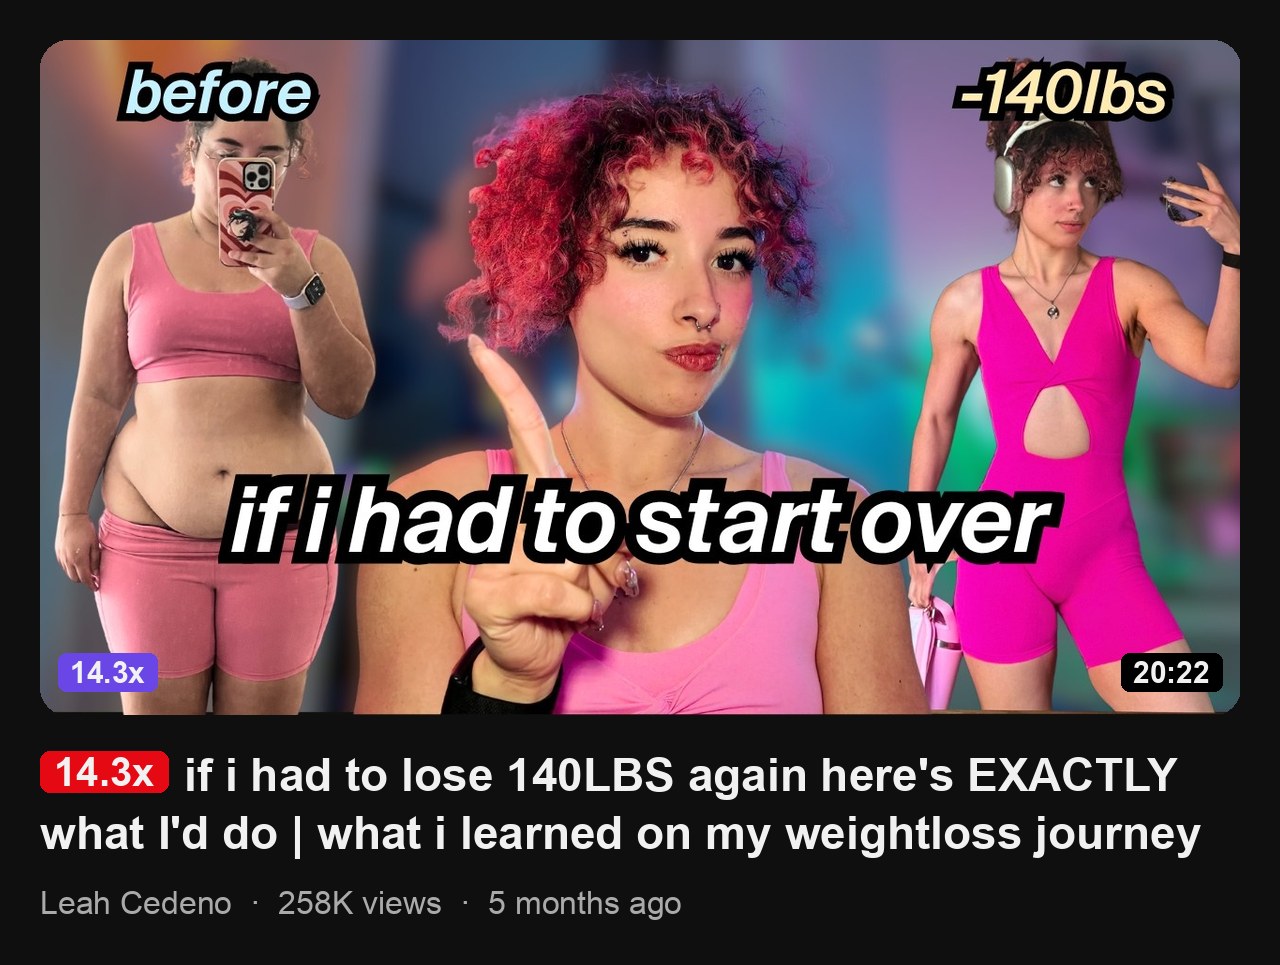 before
-140lbs
if i had to start over
14.3x
20:22
14.3x if i had to lose 140LBS again here's EXACTLY
what I'd do | what i learned on my weightloss journey
Leah Cedeno · 258K views · 5 months ago